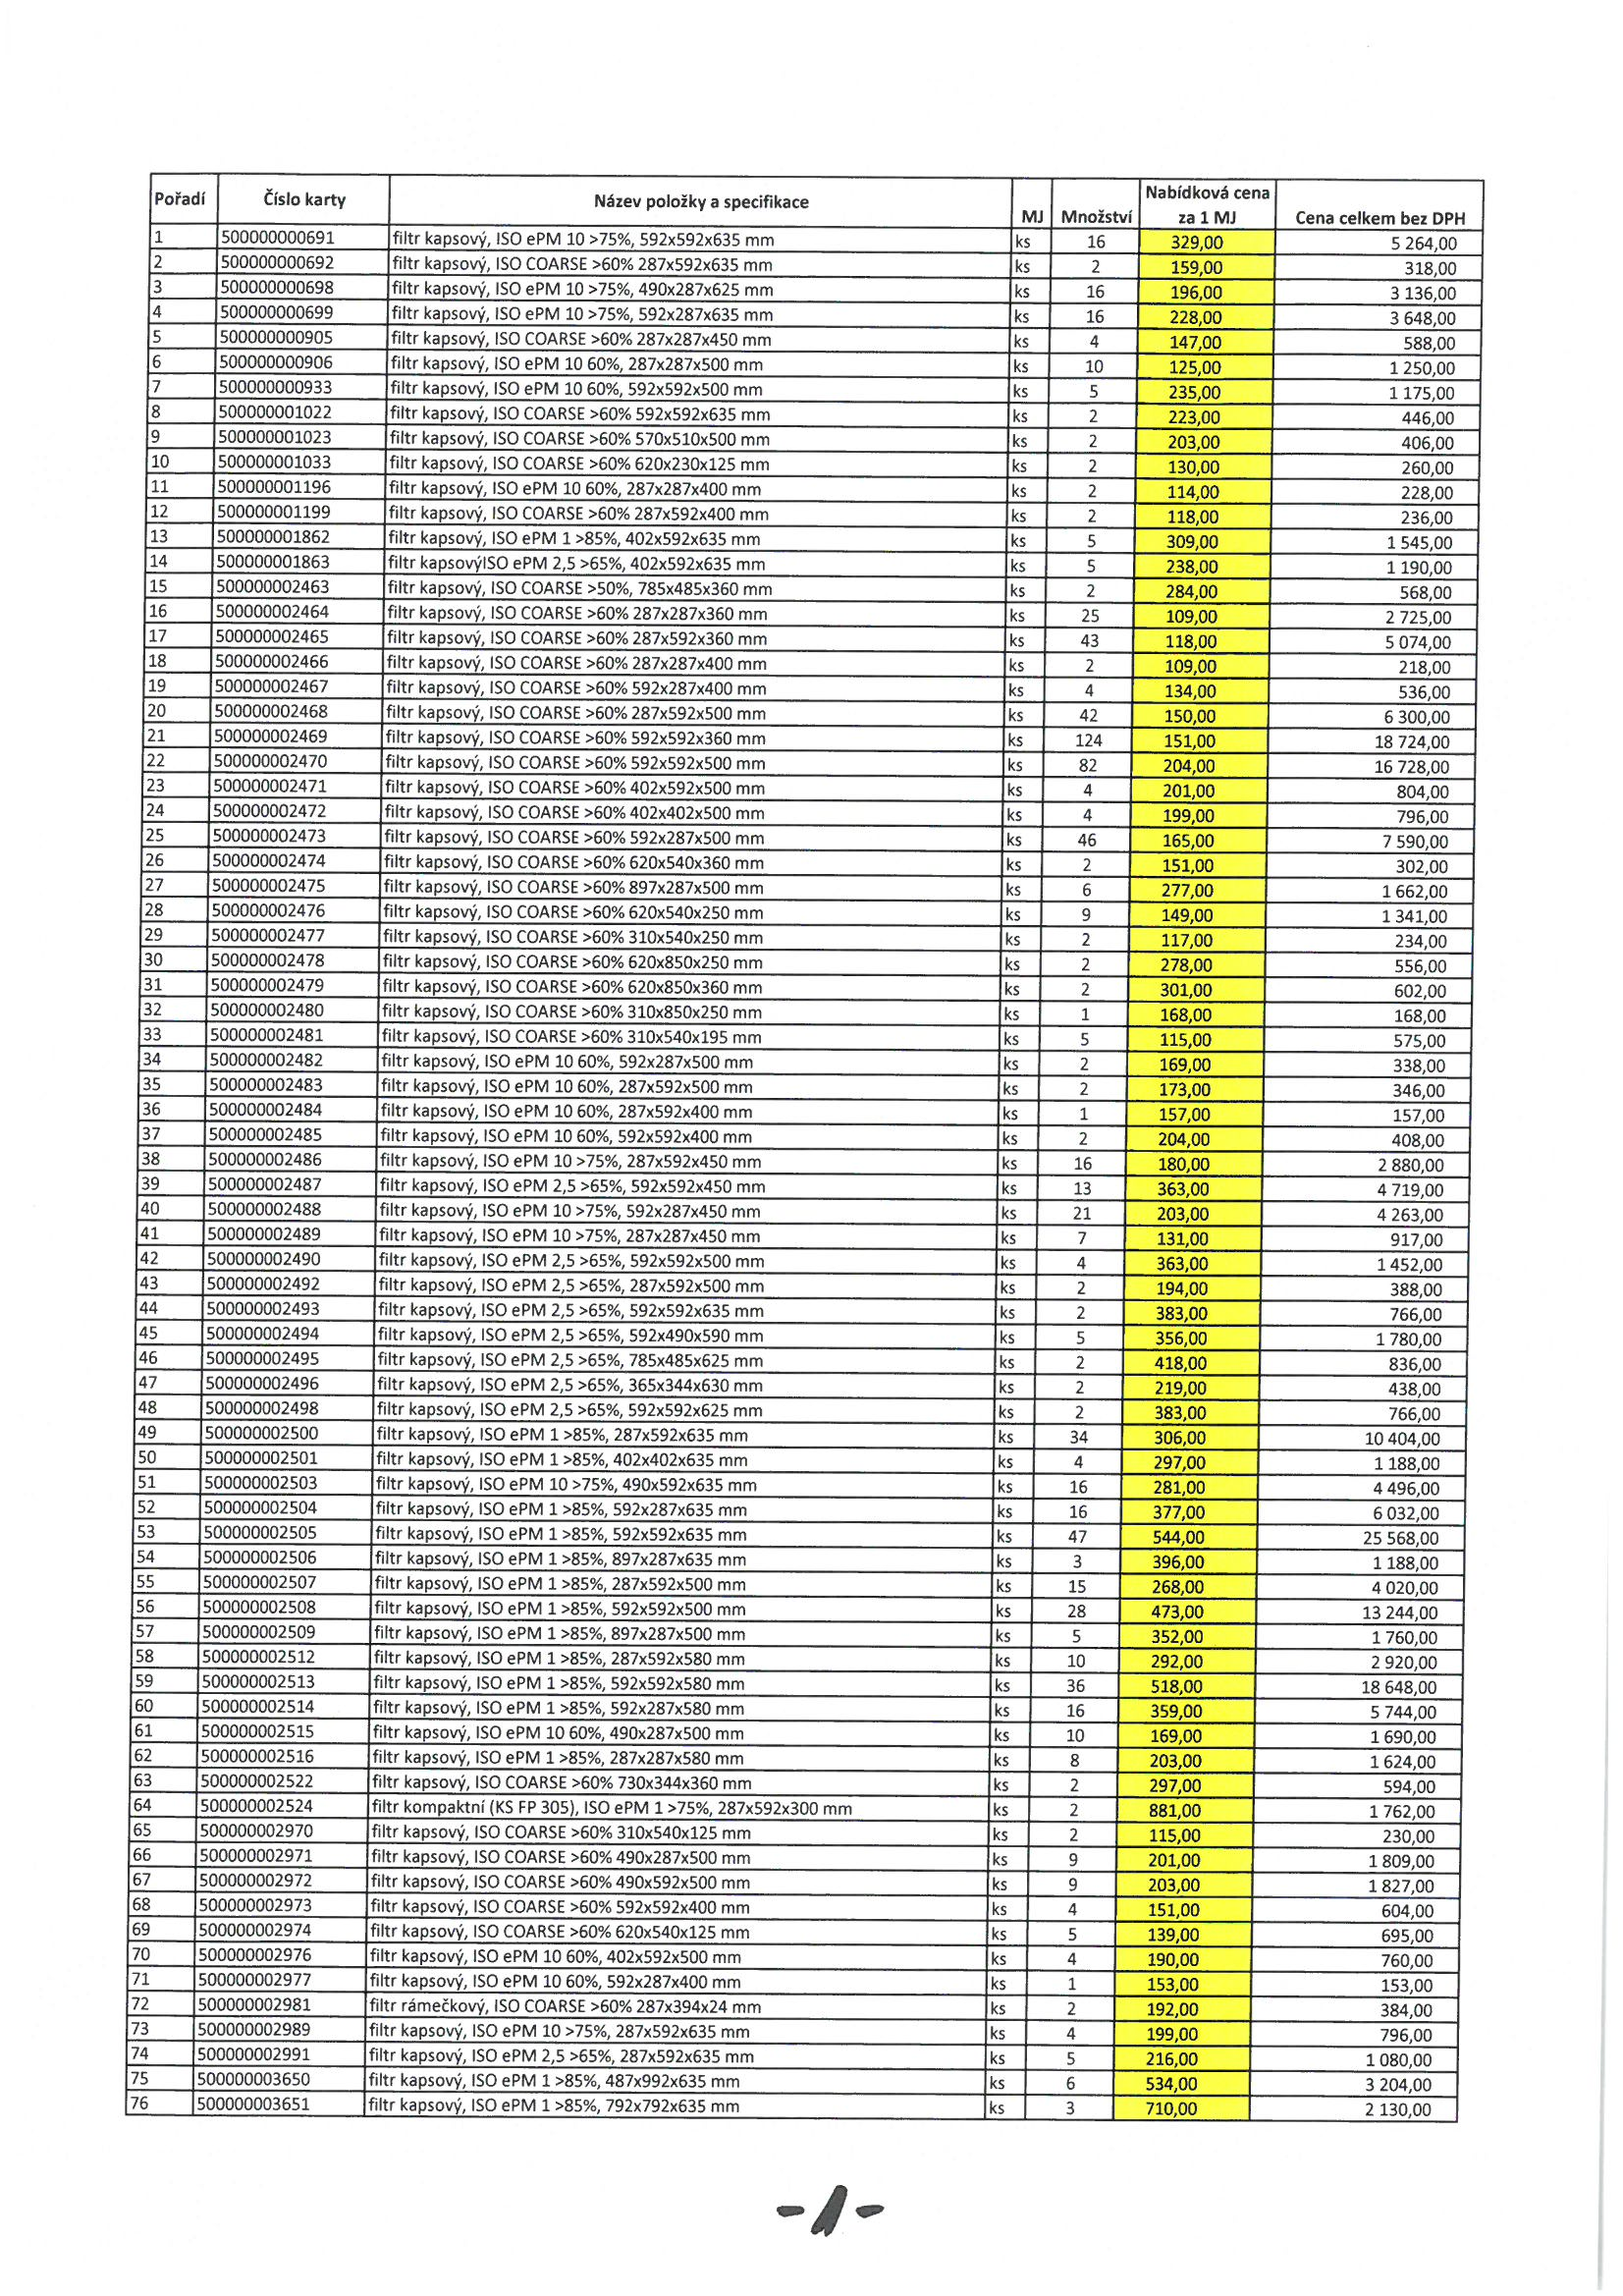 Pořadí Číslo karty Název položky a specifikace MJ Množství Nabídková cena za 1 MJ Cena celkem bez DPH
1 500000000691 filtr kapsový, ISO ePM 10 >75%, 592x592x635 mm ks 16 329,00 5 264,00
2 500000000692 filtr kapsový, ISO COARSE >60% 287x592x635 mm ks 2 159,00 318,00
3 500000000698 filtr kapsový, ISO ePM 10 >75%, 490x287x625 mm ks 16 196,00 3 136,00
4 500000000699 filtr kapsový, ISO ePM 10 >75%, 592x287x635 mm ks 16 228,00 3 648,00
5 500000000905 filtr kapsový, ISO COARSE >60% 287x287x450 mm ks 4 147,00 588,00
6 500000000906 filtr kapsový, ISO ePM 10 60%, 287x287x500 mm ks 10 125,00 1 250,00
7 500000000933 filtr kapsový, ISO ePM 10 60%, 592x592x500 mm ks 5 235,00 1 175,00
8 500000001022 filtr kapsový, ISO COARSE >60% 592x592x635 mm ks 2 223,00 446,00
9 500000001023 filtr kapsový, ISO COARSE >60% 570x510x500 mm ks 2 203,00 406,00
10 500000001033 filtr kapsový, ISO COARSE >60% 620x230x125 mm ks 2 130,00 260,00
11 500000001196 filtr kapsový, ISO ePM 10 60%, 287x287x400 mm ks 2 114,00 228,00
12 500000001199 filtr kapsový, ISO COARSE >60% 287x592x400 mm ks 2 118,00 236,00
13 500000001862 filtr kapsový, ISO ePM 1 >85%, 402x592x635 mm ks 5 309,00 1 545,00
14 500000001863 filtr kapsovýISO ePM 2,5 >65%, 402x592x635 mm ks 5 238,00 1 190,00
15 500000002463 filtr kapsový, ISO COARSE >50%, 785x485x360 mm ks 2 284,00 568,00
16 500000002464 filtr kapsový, ISO COARSE >60% 287x287x360 mm ks 25 109,00 2 725,00
17 500000002465 filtr kapsový, ISO COARSE >60% 287x592x360 mm ks 43 118,00 5 074,00
18 500000002466 filtr kapsový, ISO COARSE >60% 287x287x400 mm ks 2 109,00 218,00
19 500000002467 filtr kapsový, ISO COARSE >60% 592x287x400 mm ks 4 134,00 536,00
20 500000002468 filtr kapsový, ISO COARSE >60% 287x592x500 mm ks 42 150,00 6 300,00
21 500000002469 filtr kapsový, ISO COARSE >60% 592x592x360 mm ks 124 151,00 18 724,00
22 500000002470 filtr kapsový, ISO COARSE >60% 592x592x500 mm ks 82 204,00 16 728,00
23 500000002471 filtr kapsový, ISO COARSE >60% 402x592x500 mm ks 4 201,00 804,00
24 500000002472 filtr kapsový, ISO COARSE >60% 402x402x500 mm ks 4 199,00 796,00
25 500000002473 filtr kapsový, ISO COARSE >60% 592x287x500 mm ks 46 165,00 7 590,00
26 500000002474 filtr kapsový, ISO COARSE >60% 620x540x360 mm ks 2 151,00 302,00
27 500000002475 filtr kapsový, ISO COARSE >60% 897x287x500 mm ks 6 277,00 1 662,00
28 500000002476 filtr kapsový, ISO COARSE >60% 620x540x250 mm ks 9 149,00 1 341,00
29 500000002477 filtr kapsový, ISO COARSE >60% 310x540x250 mm ks 2 117,00 234,00
30 500000002478 filtr kapsový, ISO COARSE >60% 620x850x250 mm ks 2 278,00 556,00
31 500000002479 filtr kapsový, ISO COARSE >60% 620x850x360 mm ks 2 301,00 602,00
32 500000002480 filtr kapsový, ISO COARSE >60% 310x850x250 mm ks 1 168,00 168,00
33 500000002481 filtr kapsový, ISO COARSE >60% 310x540x195 mm ks 5 115,00 575,00
34 500000002482 filtr kapsový, ISO ePM 10 60%, 592x287x500 mm ks 2 169,00 338,00
35 500000002483 filtr kapsový, ISO ePM 10 60%, 287x592x500 mm ks 2 173,00 346,00
36 500000002484 filtr kapsový, ISO ePM 10 60%, 287x592x400 mm ks 1 157,00 157,00
37 500000002485 filtr kapsový, ISO ePM 10 60%, 592x592x400 mm ks 2 204,00 408,00
38 500000002486 filtr kapsový, ISO ePM 10 >75%, 287x592x450 mm ks 16 180,00 2 880,00
39 500000002487 filtr kapsový, ISO ePM 2,5 >65%, 592x592x450 mm ks 13 363,00 4 719,00
40 500000002488 filtr kapsový, ISO ePM 10 >75%, 592x287x450 mm ks 21 203,00 4 263,00
41 500000002489 filtr kapsový, ISO ePM 10 >75%, 287x287x450 mm ks 7 131,00 917,00
42 500000002490 filtr kapsový, ISO ePM 2,5 >65%, 592x592x500 mm ks 4 363,00 1 452,00
43 500000002492 filtr kapsový, ISO ePM 2,5 >65%, 287x592x500 mm ks 2 194,00 388,00
44 500000002493 filtr kapsový, ISO ePM 2,5 >65%, 592x592x635 mm ks 2 383,00 766,00
45 500000002494 filtr kapsový, ISO ePM 2,5 >65%, 592x490x590 mm ks 5 356,00 1 780,00
46 500000002495 filtr kapsový, ISO ePM 2,5 >65%, 785x485x625 mm ks 2 418,00 836,00
47 500000002496 filtr kapsový, ISO ePM 2,5 >65%, 365x344x630 mm ks 2 219,00 438,00
48 500000002498 filtr kapsový, ISO ePM 2,5 >65%, 592x592x625 mm ks 2 383,00 766,00
49 500000002500 filtr kapsový, ISO ePM 1 >85%, 287x592x635 mm ks 34 306,00 10 404,00
50 500000002501 filtr kapsový, ISO ePM 1 >85%, 402x402x635 mm ks 4 297,00 1 188,00
51 500000002503 filtr kapsový, ISO ePM 10 >75%, 490x592x635 mm ks 16 281,00 4 496,00
52 500000002504 filtr kapsový, ISO ePM 1 >85%, 592x287x635 mm ks 16 377,00 6 032,00
53 500000002505 filtr kapsový, ISO ePM 1 >85%, 592x592x635 mm ks 47 544,00 25 568,00
54 500000002506 filtr kapsový, ISO ePM 1 >85%, 897x287x635 mm ks 3 396,00 1 188,00
55 500000002507 filtr kapsový, ISO ePM 1 >85%, 287x592x500 mm ks 15 268,00 4 020,00
56 500000002508 filtr kapsový, ISO ePM 1 >85%, 592x592x500 mm ks 28 473,00 13 244,00
57 500000002509 filtr kapsový, ISO ePM 1 >85%, 897x287x500 mm ks 5 352,00 1 760,00
58 500000002512 filtr kapsový, ISO ePM 1 >85%, 287x592x580 mm ks 10 292,00 2 920,00
59 500000002513 filtr kapsový, ISO ePM 1 >85%, 592x592x580 mm ks 36 518,00 18 648,00
60 500000002514 filtr kapsový, ISO ePM 1 >85%, 592x287x580 mm ks 16 359,00 5 744,00
61 500000002515 filtr kapsový, ISO ePM 10 60%, 490x287x500 mm ks 10 169,00 1 690,00
62 500000002516 filtr kapsový, ISO ePM 1 >85%, 287x287x580 mm ks 8 203,00 1 624,00
63 500000002522 filtr kapsový, ISO COARSE >60% 730x344x360 mm ks 2 297,00 594,00
64 500000002524 filtr kompaktní (KS FP 305), ISO ePM 1 >75%, 287x592x300 mm ks 2 881,00 1 762,00
65 500000002970 filtr kapsový, ISO COARSE >60% 310x540x125 mm ks 2 115,00 230,00
66 500000002971 filtr kapsový, ISO COARSE >60% 490x287x500 mm ks 9 201,00 1 809,00
67 500000002972 filtr kapsový, ISO COARSE >60% 490x592x500 mm ks 9 203,00 1 827,00
68 500000002973 filtr kapsový, ISO COARSE >60% 592x592x400 mm ks 4 151,00 604,00
69 500000002974 filtr kapsový, ISO COARSE >60% 620x540x125 mm ks 5 139,00 695,00
70 500000002976 filtr kapsový, ISO ePM 10 60%, 402x592x500 mm ks 4 190,00 760,00
71 500000002977 filtr kapsový, ISO ePM 10 60%, 592x287x400 mm ks 1 153,00 153,00
72 500000002981 filtr rámečkový, ISO COARSE >60% 287x394x24 mm ks 2 192,00 384,00
73 500000002989 filtr kapsový, ISO ePM 10 >75%, 287x592x635 mm ks 4 199,00 796,00
74 500000002991 filtr kapsový, ISO ePM 2,5 >65%, 287x592x635 mm ks 5 216,00 1 080,00
75 500000003650 filtr kapsový, ISO ePM 1 >85%, 487x992x635 mm ks 6 534,00 3 204,00
76 500000003651 filtr kapsový, ISO ePM 1 >85%, 792x792x635 mm ks 3 710,00 2 130,00
-1-